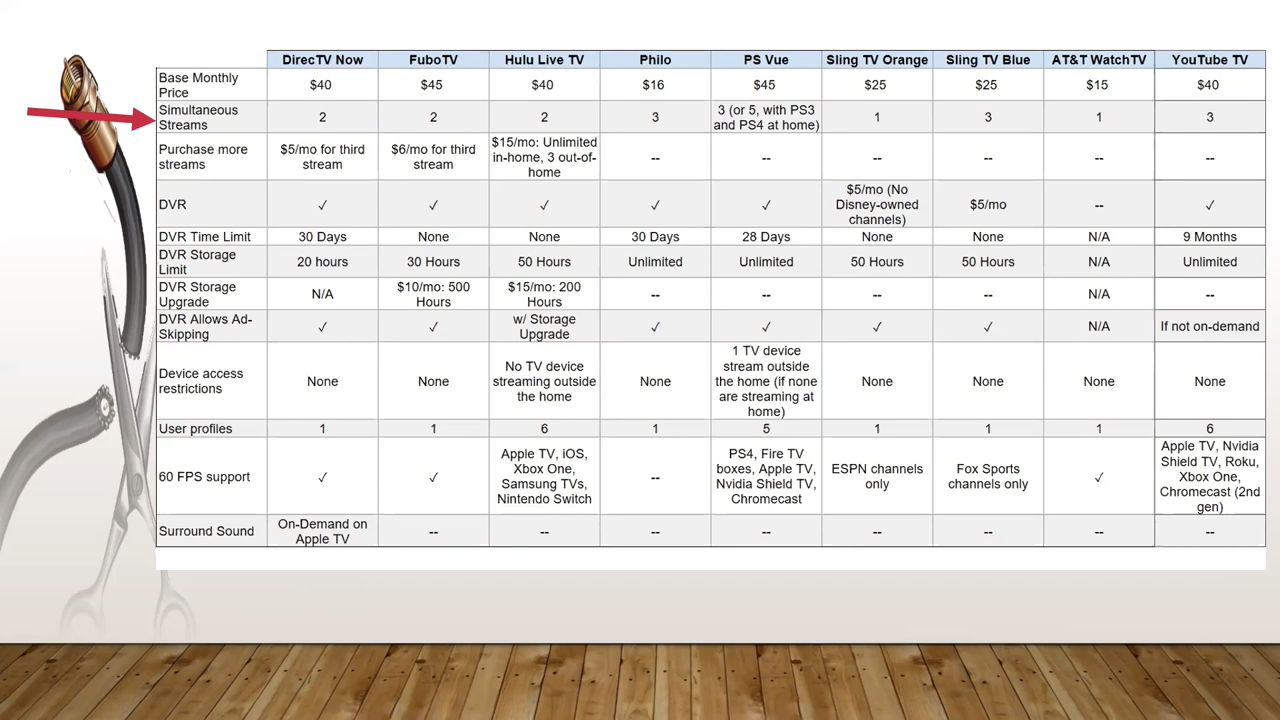 DirecTV Now FuboTV Hulu Live TV Philo PS Vue Sling TV Orange Sling TV Blue AT&T WatchTV YouTube TV
Base Monthly
Price
$40 $45 $40 $16 $45 $25 $25 $15 $40
Simultaneous
Streams
2 2 2 3
3 (or 5, with PS3
and PS4 at home)
1 3 1 3
Purchase more
streams
$5/mo for third
stream
$6/mo for third
stream
$15/mo: Unlimited
in-home, 3 out-of-
home
-- -- -- -- -- --
DVR
✓ ✓ ✓ ✓ ✓
$5/mo (No
Disney-owned
channels)
$5/mo
-- ✓
DVR Time Limit 30 Days None None 30 Days 28 Days None None N/A 9 Months
DVR Storage
Limit
20 hours 30 Hours 50 Hours Unlimited Unlimited 50 Hours 50 Hours N/A Unlimited
DVR Storage
Upgrade
N/A
$10/mo: 500
Hours
$15/mo: 200
Hours
-- -- -- -- N/A --
DVR Allows Ad-
Skipping
✓ ✓
w/ Storage
Upgrade
✓ ✓ ✓ ✓ N/A If not on-demand
Device access
restrictions
None None
No TV device
streaming outside
the home
None
1 TV device
stream outside
the home (if none
are streaming at
home)
None None None None
User profiles 1 1 6 1 5 1 1 1 6
60 FPS support
✓ ✓
Apple TV, iOS,
Xbox One,
Samsung TVs,
Nintendo Switch
--
PS4, Fire TV
boxes, Apple TV,
Nvidia Shield TV,
Chromecast
ESPN channels
only
Fox Sports
channels only
✓
Apple TV, Nvidia
Shield TV, Roku,
Xbox One,
Chromecast (2nd
gen)
Surround Sound
On-Demand on
Apple TV
-- -- -- -- -- -- -- --